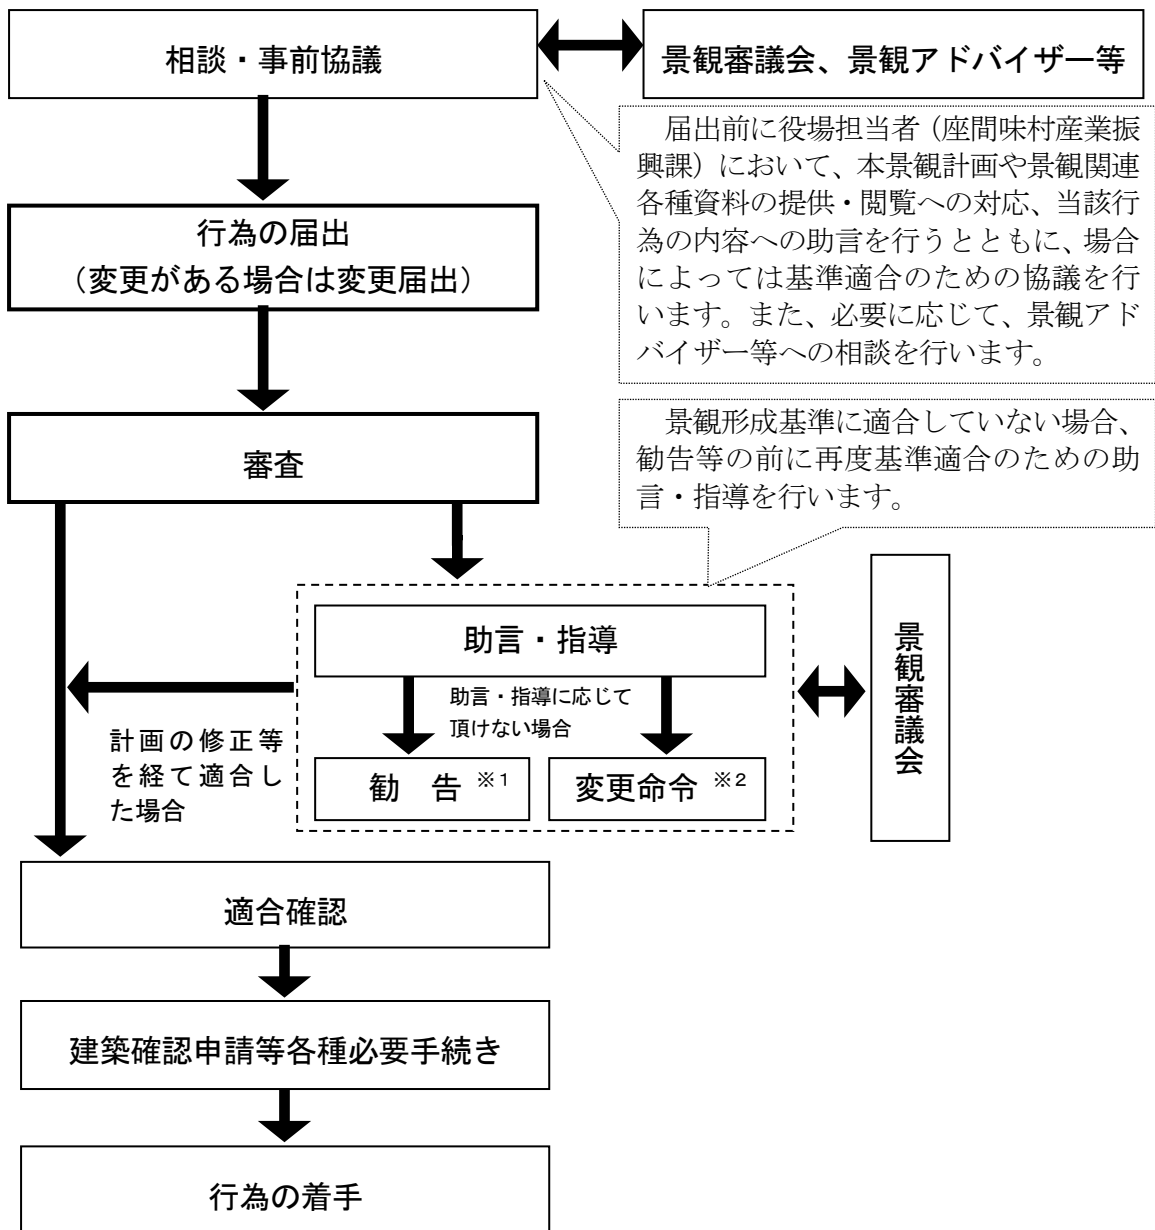 相談・事前協議
景観審議会、景観アドバイザー等
届出前に役場担当者（座間味村産業振
興課）において、本景観計画や景観関連
各種資料の提供・閲覧への対応、当該行
為の内容への助言を行うとともに、場合
によっては基準適合のための協議を行
います。また、必要に応じて、景観アド
バイザー等への相談を行います。
行為の届出
（変更がある場合は変更届出）
景観形成基準に適合していない場合、
勧告等の前に再度基準適合のための助
言・指導を行います。
審査
助言・指導
助言・指導に応じて
頂けない場合
勧　告 ※1
変更命令 ※2
景観審議会
計画の修正等
を経て適合し
た場合
適合確認
建築確認申請等各種必要手続き
行為の着手